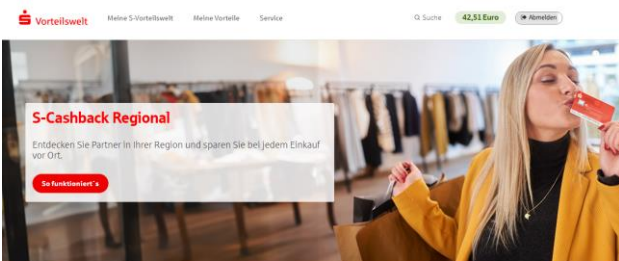 Vorteilswelt
Meine S-Vorteilswelt Meine Vorteile Service Suche 42,51 Euro Abmelden
S-Cashback Regional
Entdecken Sie Partner in Ihrer Region und sparen Sie bei jedem Einkauf
vor Ort.
So funktioniert`s